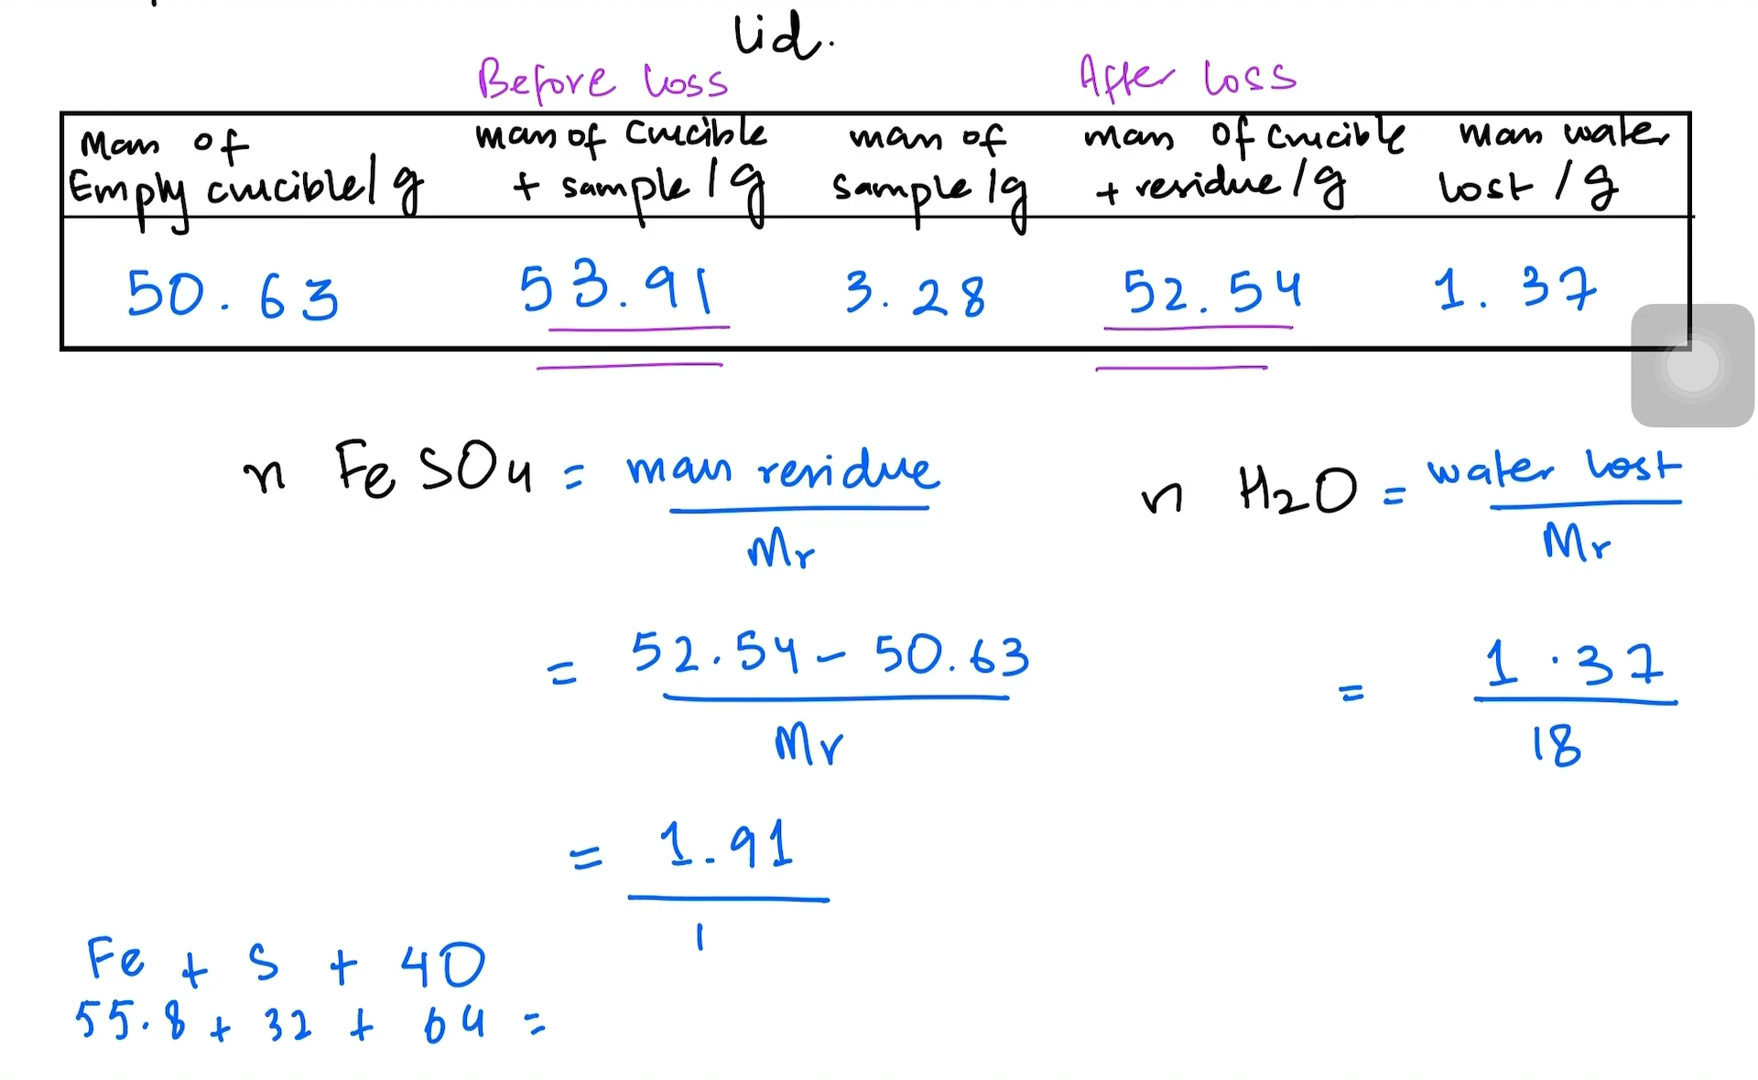 lid.
Before loss After loss
Mass of mass of crucible mass of mass of crucible mass water
Empty crucible/g + sample/g sample/g + residue/g lost/g
50.63 53.91 3.28 52.54 1.37
n FeSO4 = mass residue / Mr n H2O = water lost / Mr
= 52.54 - 50.63 / Mr = 1.37 / 18
= 1.91 / 1
Fe + S + 4O
55.8 + 32 + 64 =